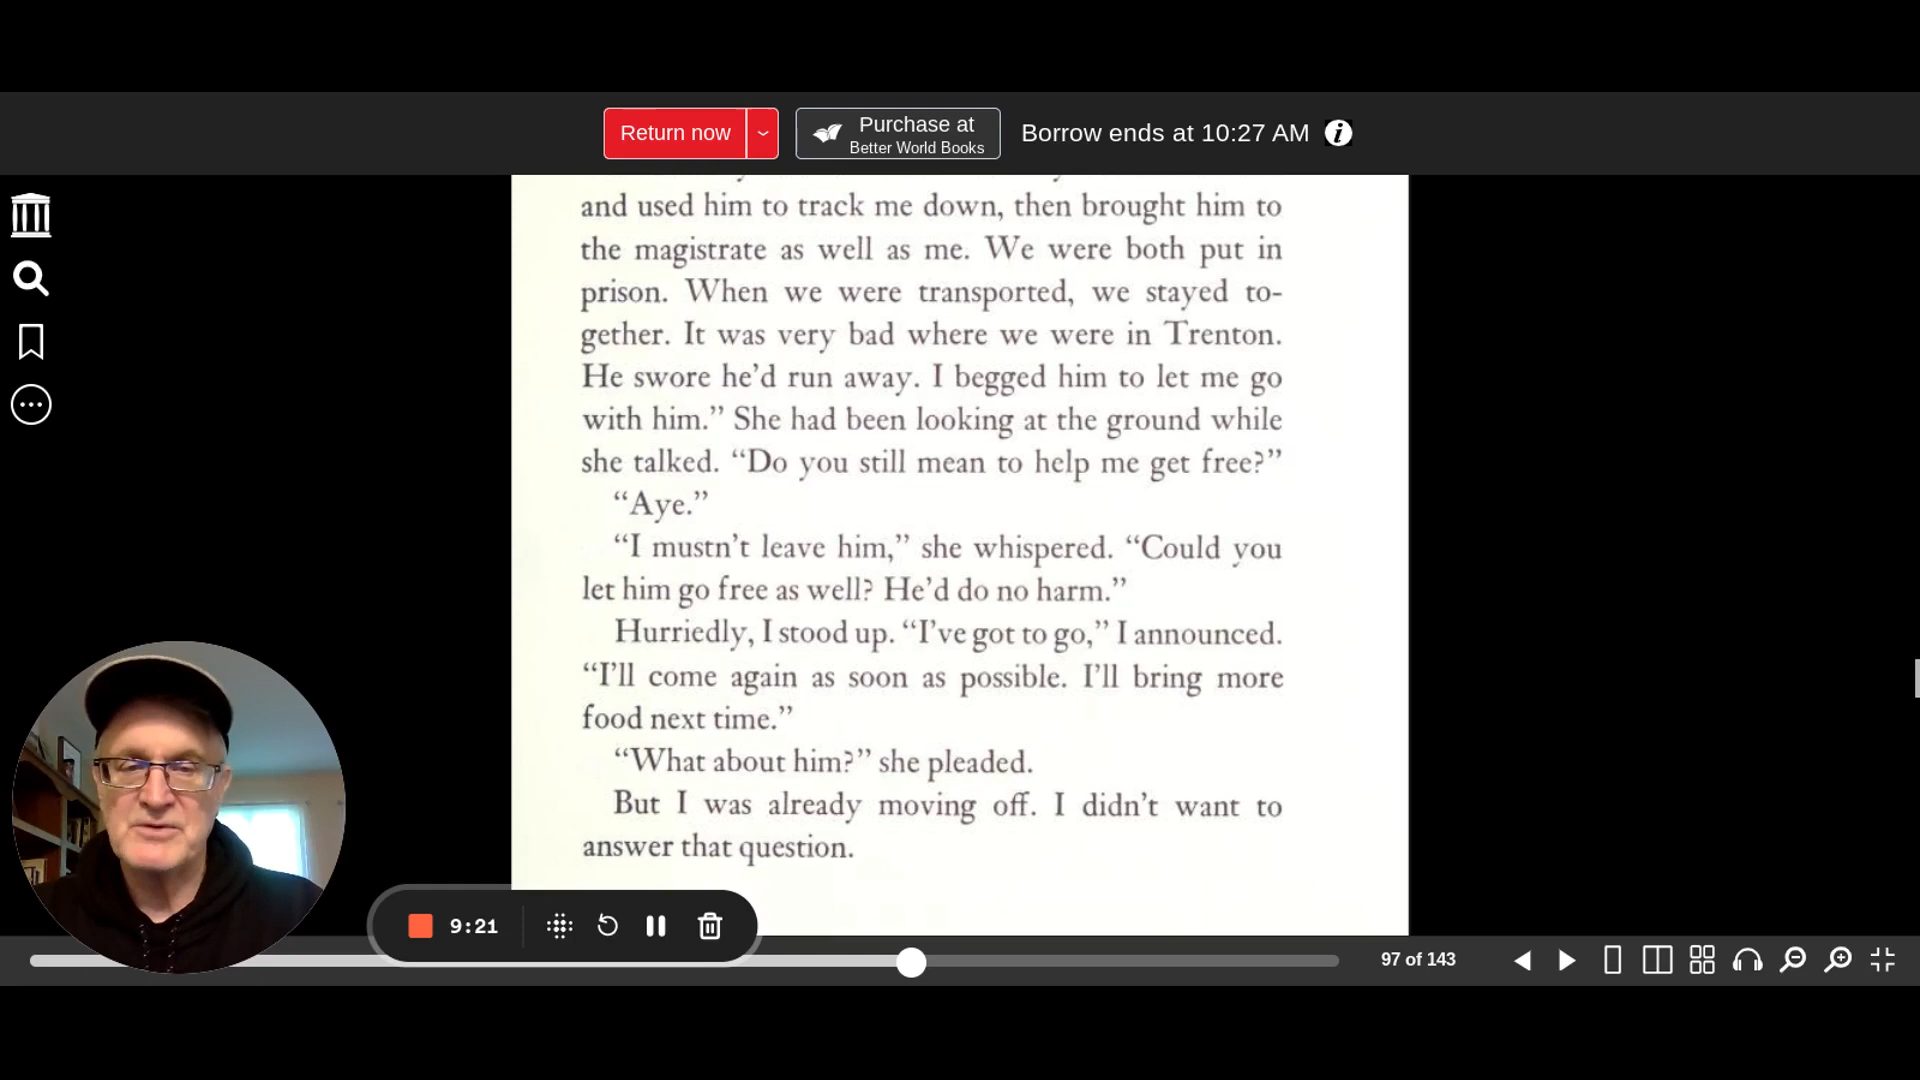 Return now
Purchase at
Better World Books
Borrow ends at 10:27 AM
and used him to track me down, then brought him to
the magistrate as well as me. We were both put in
prison. When we were transported, we stayed to-
gether. It was very bad where we were in Trenton.
He swore he’d run away. I begged him to let me go
with him.” She had been looking at the ground while
she talked. “Do you still mean to help me get free?”
“Aye.”
“I mustn’t leave him,” she whispered. “Could you
let him go free as well? He’d do no harm.”
Hurriedly, I stood up. “I’ve got to go,” I announced.
“I’ll come again as soon as possible. I’ll bring more
food next time.”
“What about him?” she pleaded.
But I was already moving off. I didn’t want to
answer that question.
9:21
97 of 143